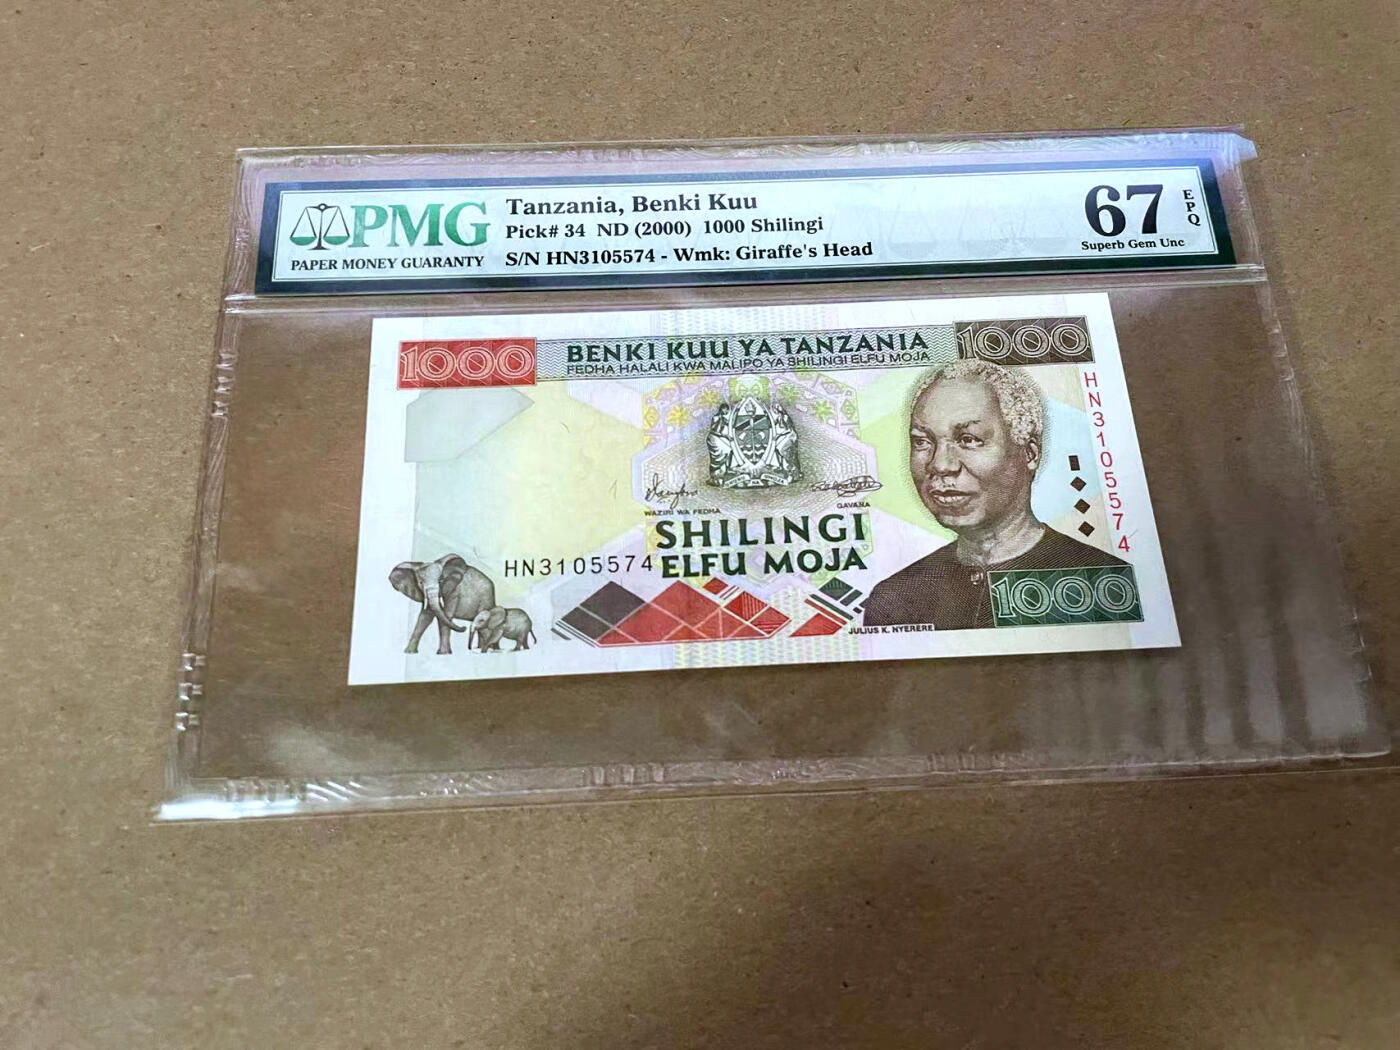 PMG
PAPER MONEY GUARANTY
Tanzania, Benki Kuu
Pick# 34 ND (2000) 1000 Shilingi
S/N HN3105574 - Wmk: Giraffe's Head
67
EPQ
Superb Gem Unc
1000
BENKI KUU YA TANZANIA
FEDHA HALALI KWA MALIPO YA SHILINGI ELFU MOJA
1000
HN3105574
WAZIRI WA FEDHA
GAVANA
SHILINGI
ELFU MOJA
HN3105574
1000
JULIUS K. NYERERE